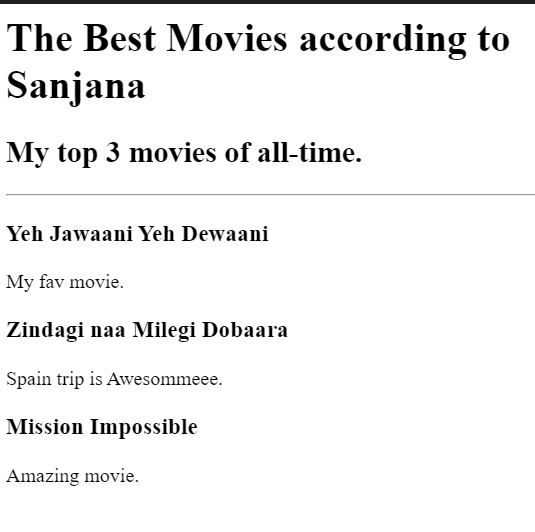 The Best Movies according to
Sanjana
My top 3 movies of all-time.
Yeh Jawaani Yeh Dewaani
My fav movie.
Zindagi naa Milegi Dobaara
Spain trip is Awesommeee.
Mission Impossible
Amazing movie.